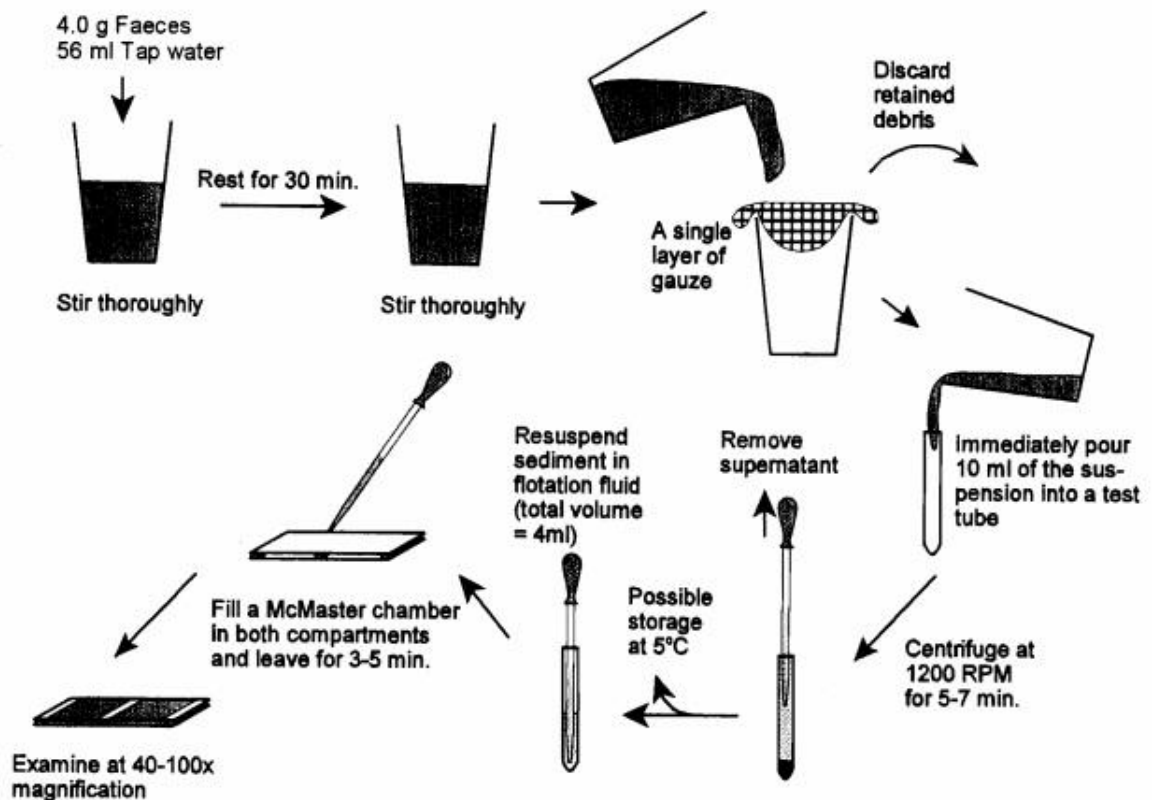 4.0 g Faeces
56 ml Tap water
Rest for 30 min.
Stir thoroughly
Stir thoroughly
Discard
retained
debris
A single
layer of
gauze
Immediately pour
10 ml of the sus-
pension into a test
tube
Centrifuge at
1200 RPM
for 5-7 min.
Remove
supernatant
Possible
storage
at 5°C
Resuspend
sediment in
flotation fluid
(total volume
= 4ml)
Fill a McMaster chamber
in both compartments
and leave for 3-5 min.
Examine at 40-100x
magnification